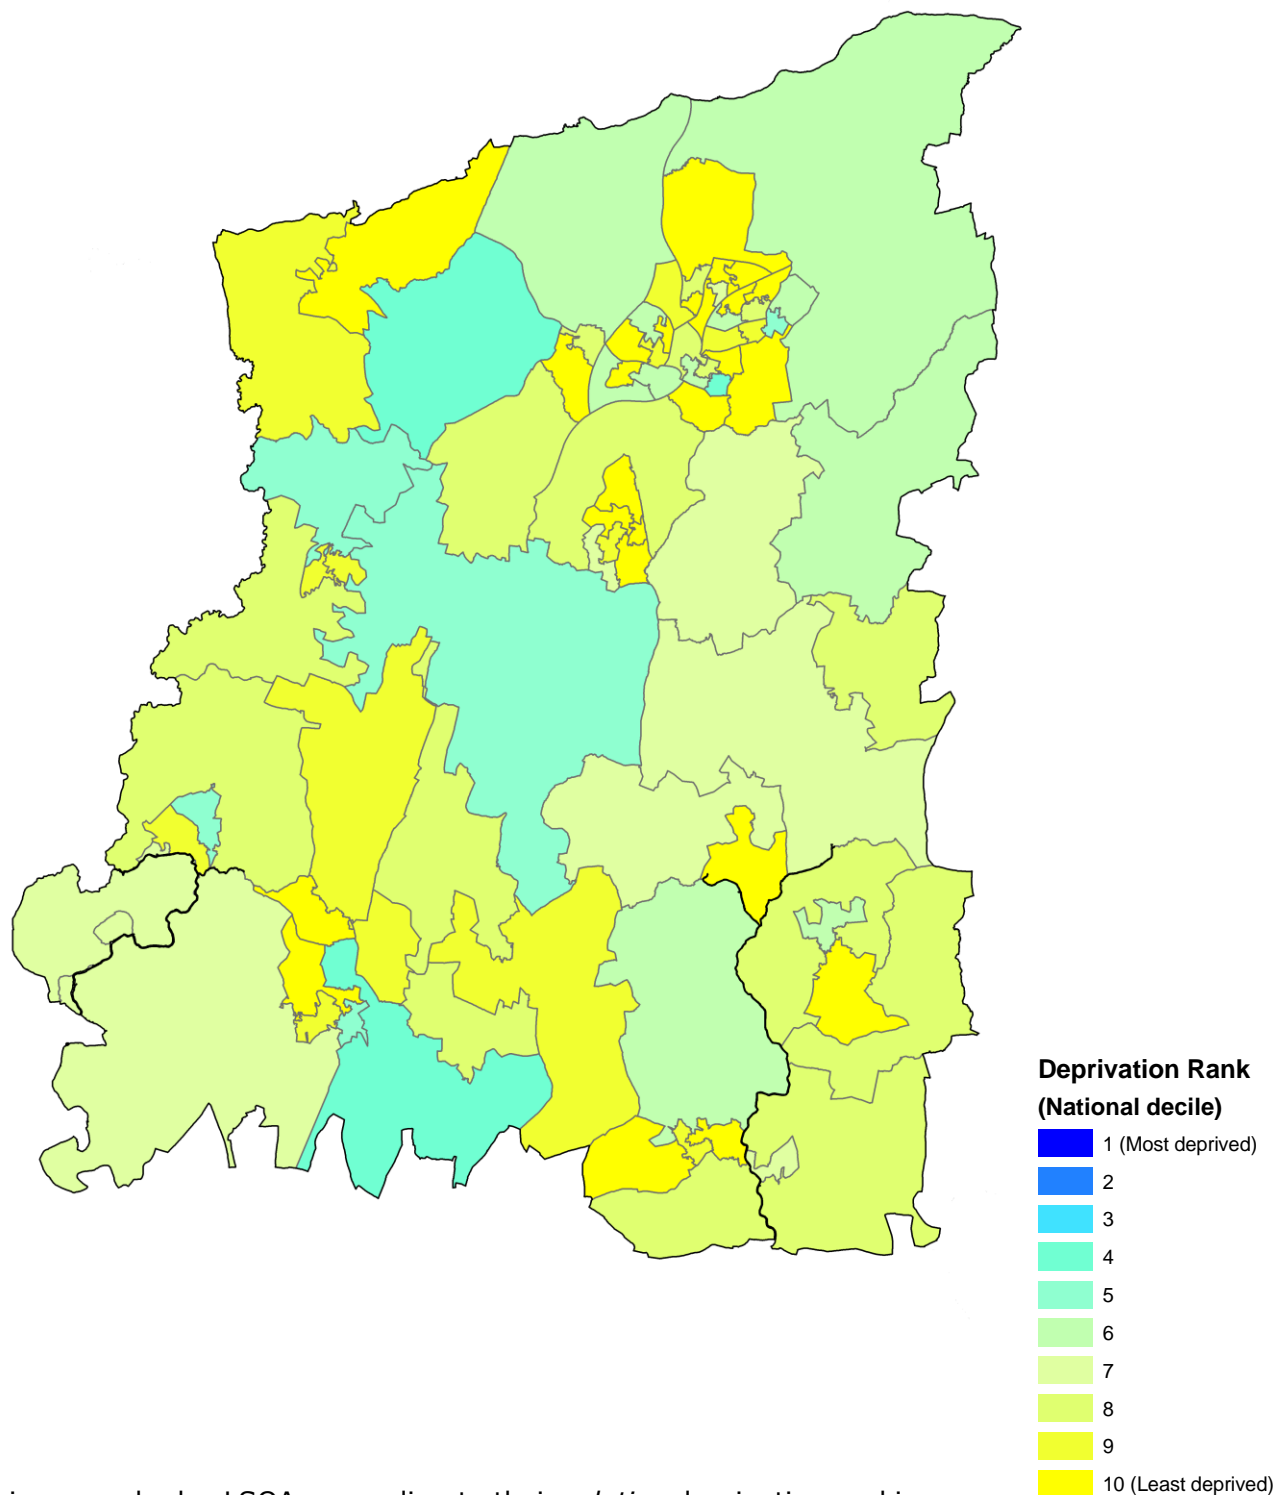 Deprivation Rank
(National decile)
1 (Most deprived)
2
3
4
5
6
7
8
9
10 (Least deprived)